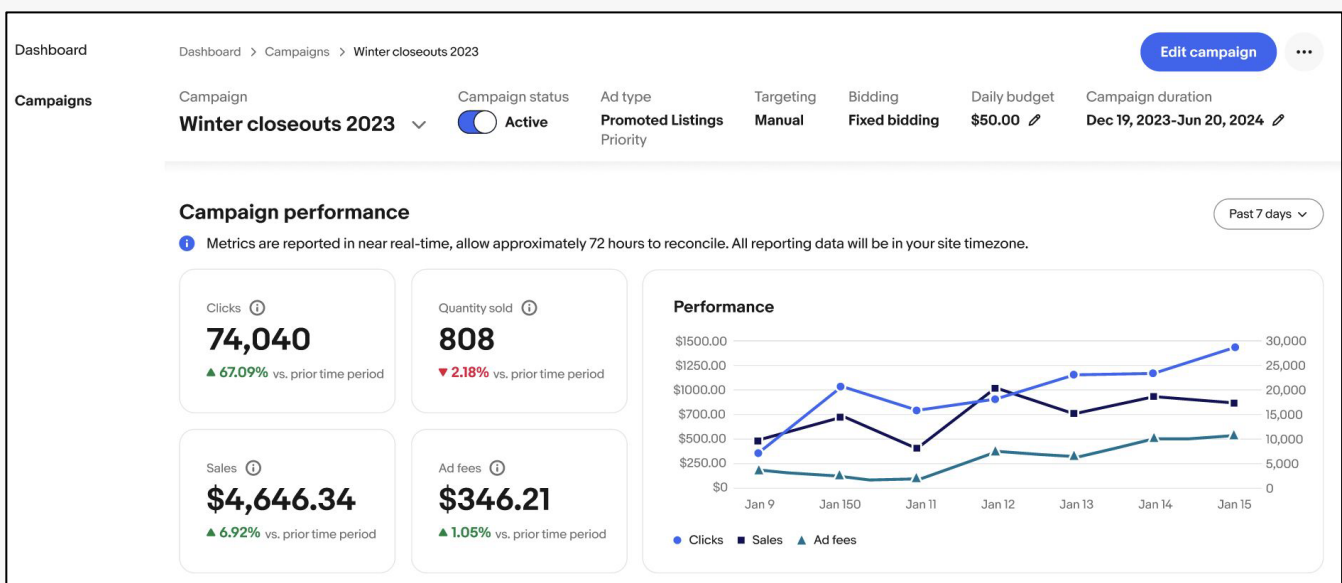 Dashboard
Campaigns
Dashboard > Campaigns > Winter closeouts 2023
Edit campaign
...
Campaign
Winter closeouts 2023
Campaign status
Active
Ad type
Promoted Listings
Priority
Targeting
Manual
Bidding
Fixed bidding
Daily budget
$50.00
Campaign duration
Dec 19, 2023-Jun 20, 2024
Campaign performance
Past 7 days
Metrics are reported in near real-time, allow approximately 72 hours to reconcile. All reporting data will be in your site timezone.
Clicks
74,040
67.09% vs. prior time period
Quantity sold
808
2.18% vs. prior time period
Sales
$4,646.34
6.92% vs. prior time period
Ad fees
$346.21
1.05% vs. prior time period
Performance
$1500.00 30,000
$1250.00 25,000
$1000.00 20,000
$700.00 15,000
$500.00 10,000
$250.00 5,000
$0 0
Jan 9 Jan 150 Jan 11 Jan 12 Jan 13 Jan 14 Jan 15
Clicks Sales Ad fees